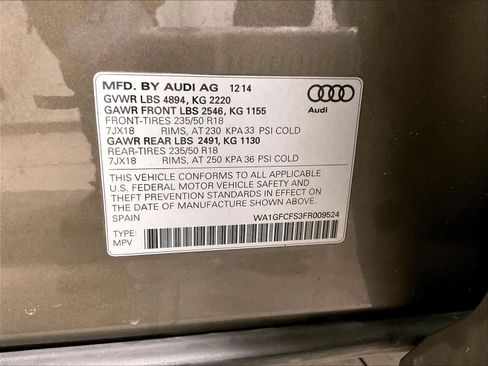 MFD. BY AUDI AG 12 14
GVWR LBS 4894, KG 2220
GAWR FRONT LBS 2546, KG 1155
FRONT-TIRES 235/50 R18
7JX18 RIMS, AT 230 KPA 33 PSI COLD
GAWR REAR LBS 2491, KG 1130
REAR-TIRES 235/50 R18
7JX18 RIMS, AT 250 KPA 36 PSI COLD
Audi
THIS VEHICLE CONFORMS TO ALL APPLICABLE
U.S. FEDERAL MOTOR VEHICLE SAFETY AND
THEFT PREVENTION STANDARDS IN EFFECT ON
THE DATE OF MANUFACTURE SHOWN ABOVE.
SPAIN WA1GFCFS3FR009524
TYPE:
MPV